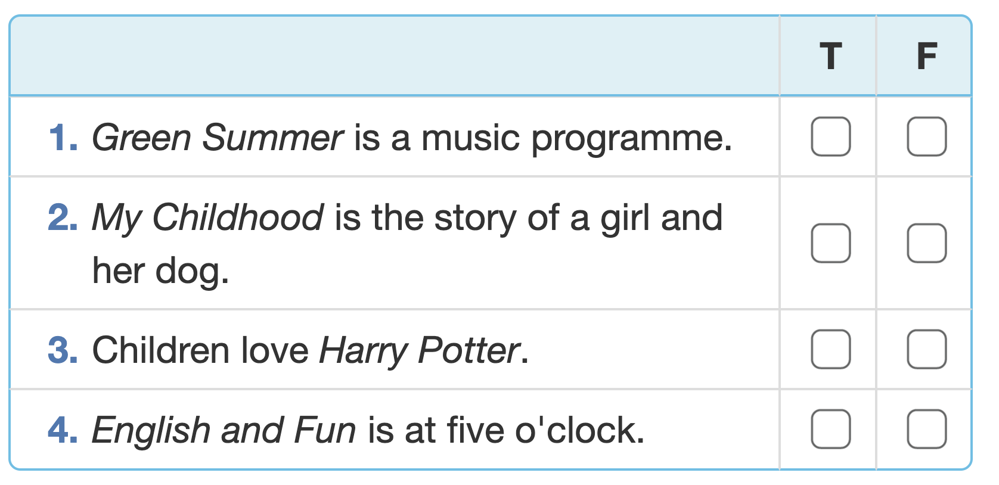 T F
1. Green Summer is a music programme.
2. My Childhood is the story of a girl and
her dog.
3. Children love Harry Potter.
4. English and Fun is at five o'clock.